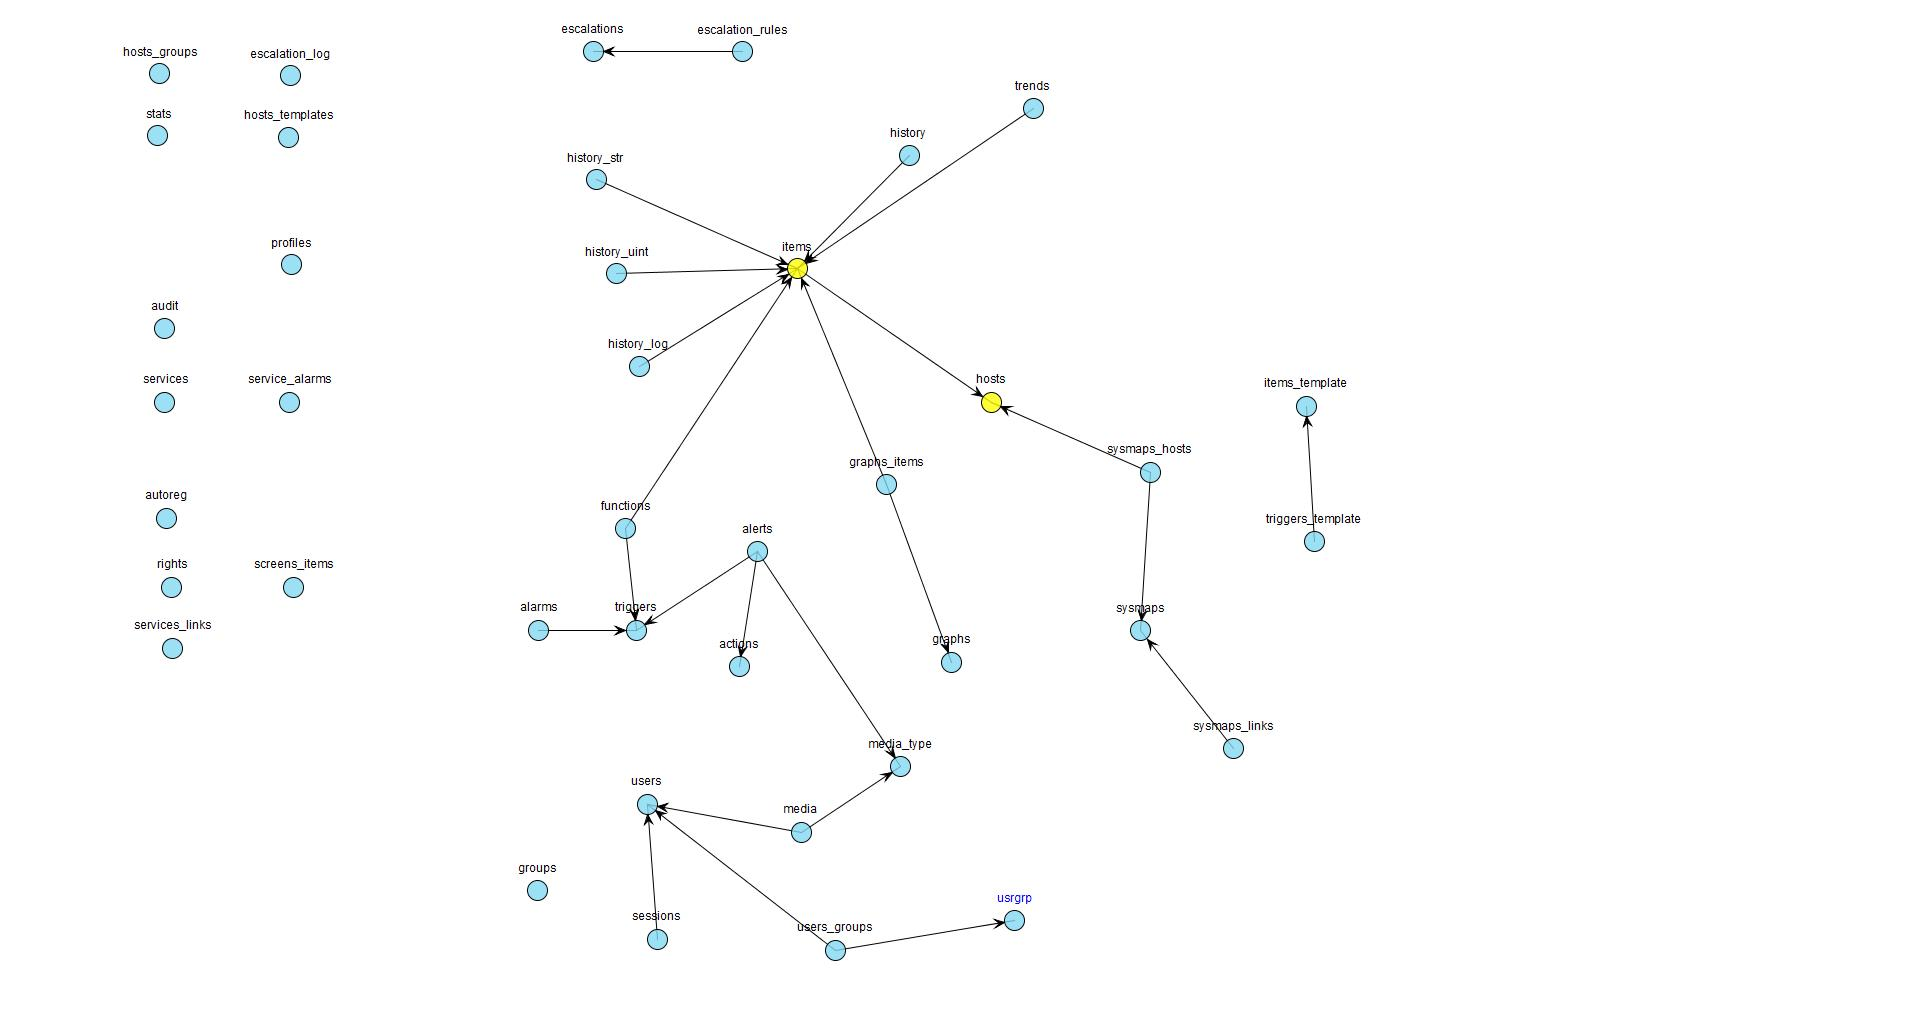 escalations
escalation_rules
hosts_groups
escalation_log
trends
stats
hosts_templates
history
history_str
profiles
items
history_uint
audit
history_log
services
service_alarms
hosts
items_template
sysmaps_hosts
graphs_items
autoreg
functions
triggers_template
alerts
rights
screens_items
alarms
triggers
sysmaps
services_links
actions
graphs
sysmaps_links
media_type
users
media
groups
usrgrp
sessions
users_groups